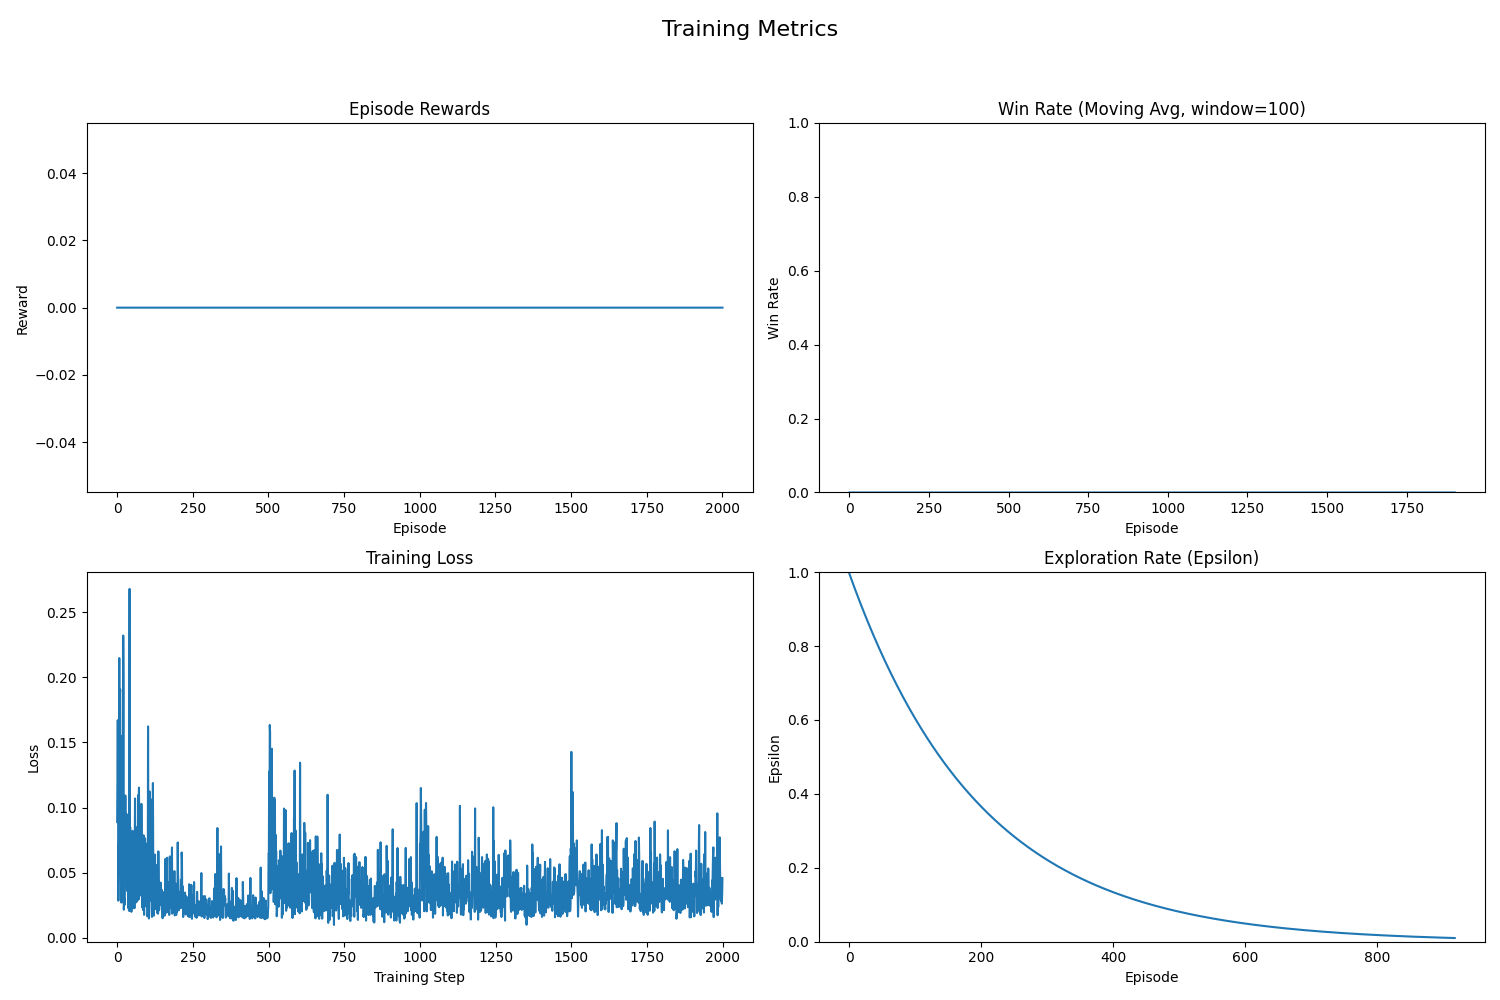 Training Metrics
Episode Rewards
0.04
0.02
0.00
−0.02
−0.04
Reward
0 250 500 750 1000 1250 1500 1750 2000
Episode
Win Rate (Moving Avg, window=100)
1.0
0.8
0.6
0.4
0.2
0.0
Win Rate
0 250 500 750 1000 1250 1500 1750
Episode
Training Loss
0.25
0.20
0.15
0.10
0.05
0.00
Loss
0 250 500 750 1000 1250 1500 1750 2000
Training Step
Exploration Rate (Epsilon)
1.0
0.8
0.6
0.4
0.2
0.0
Epsilon
0 200 400 600 800
Episode